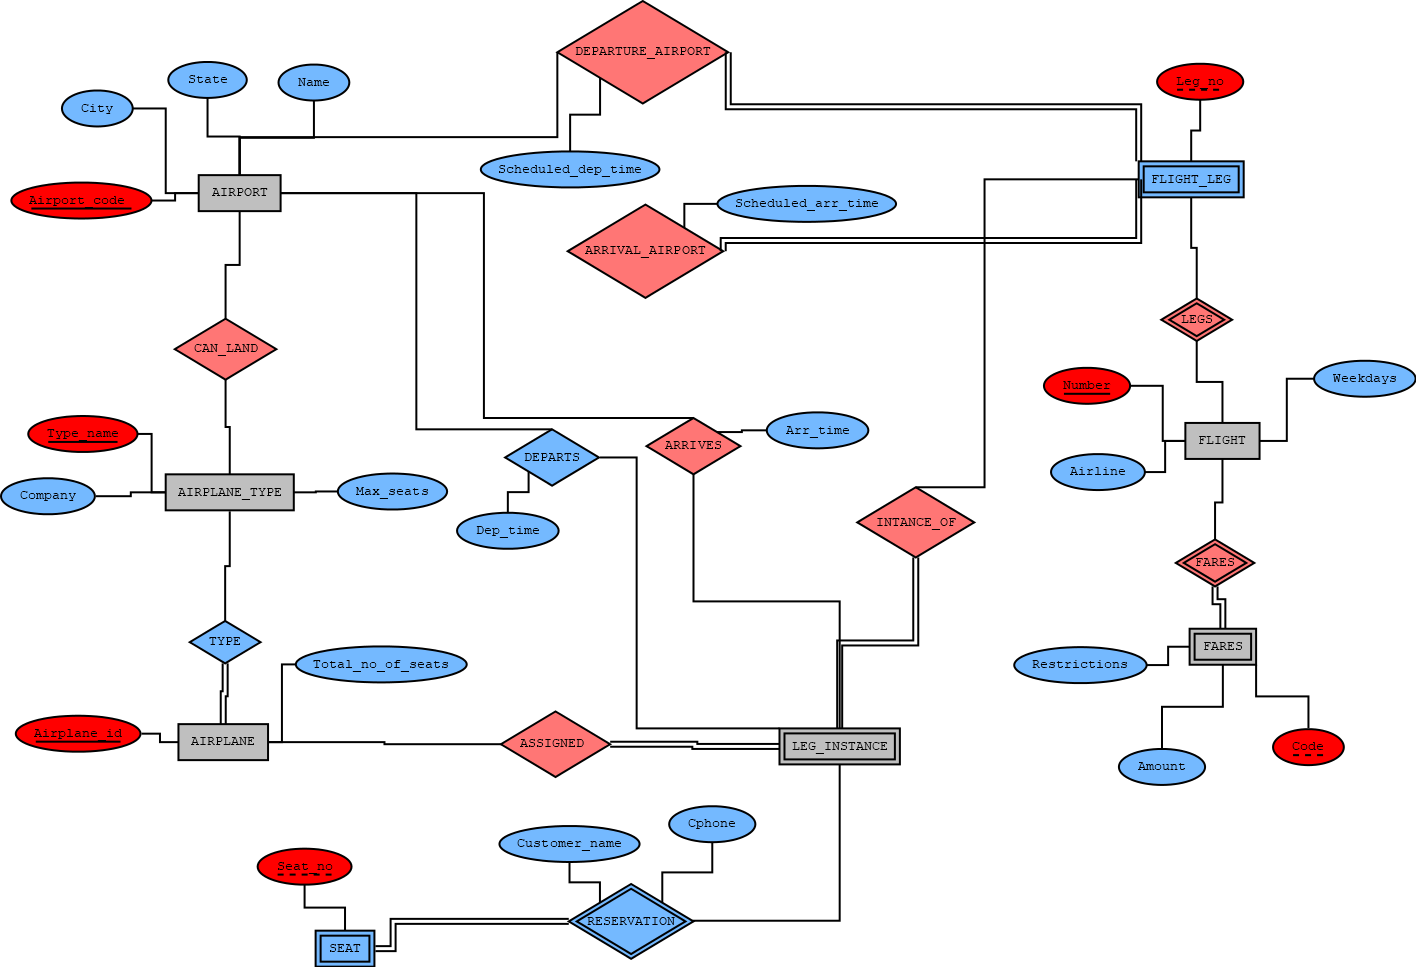 DEPARTURE_AIRPORT
State
Name
Leg_no
City
Scheduled_dep_time
FLIGHT_LEG
AIRPORT
Airport_code
Scheduled_arr_time
ARRIVAL_AIRPORT
LEGS
CAN_LAND
Weekdays
Number
Arr_time
Type_name
FLIGHT
ARRIVES
DEPARTS
Airline
AIRPLANE_TYPE
Max_seats
Company
INTANCE_OF
Dep_time
FARES
TYPE
FARES
Total_no_of_seats
Restrictions
Airplane_id
AIRPLANE
ASSIGNED
LEG_INSTANCE
Code
Amount
Cphone
Customer_name
Seat_no
RESERVATION
SEAT